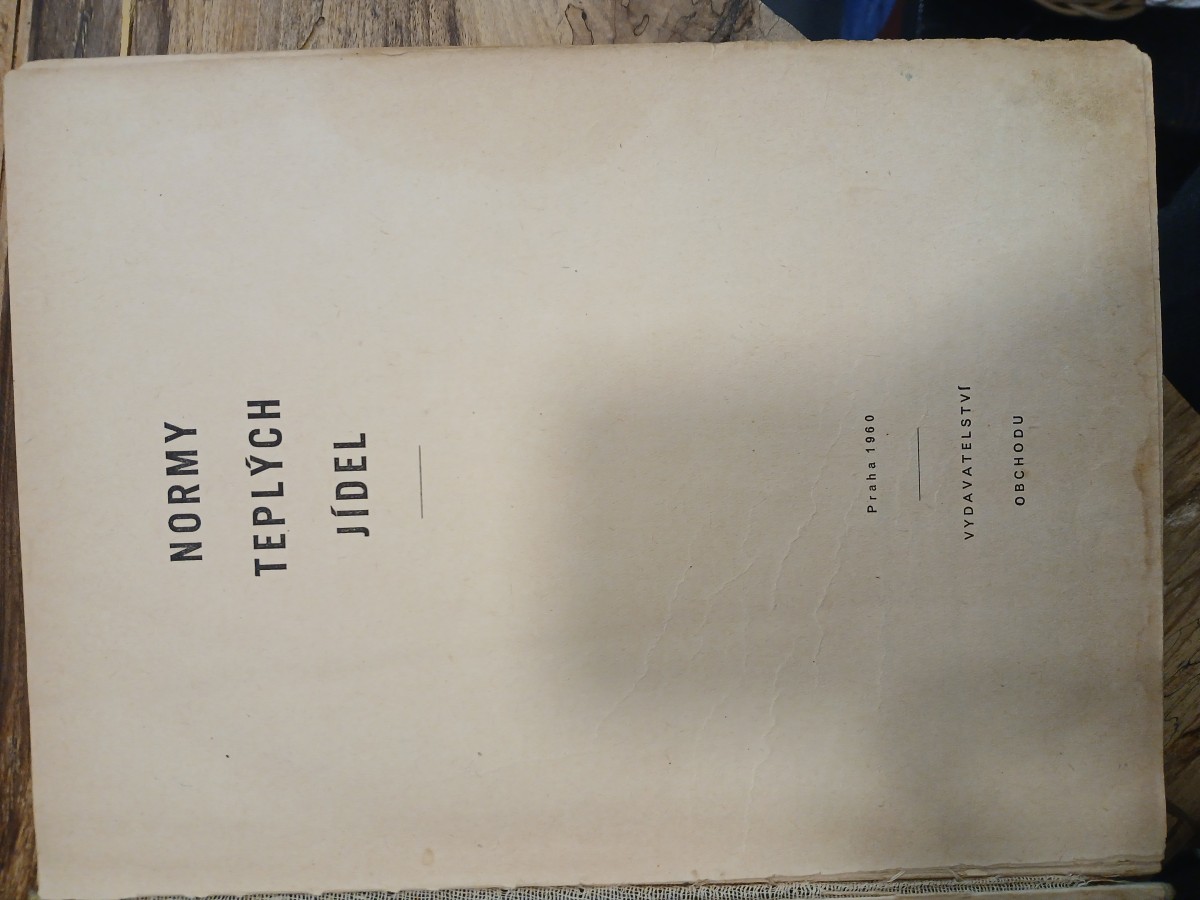 NORMY
TEPLÝCH
JÍDEL
Praha 1960
VYDAVATELSTVÍ
OBCHODU